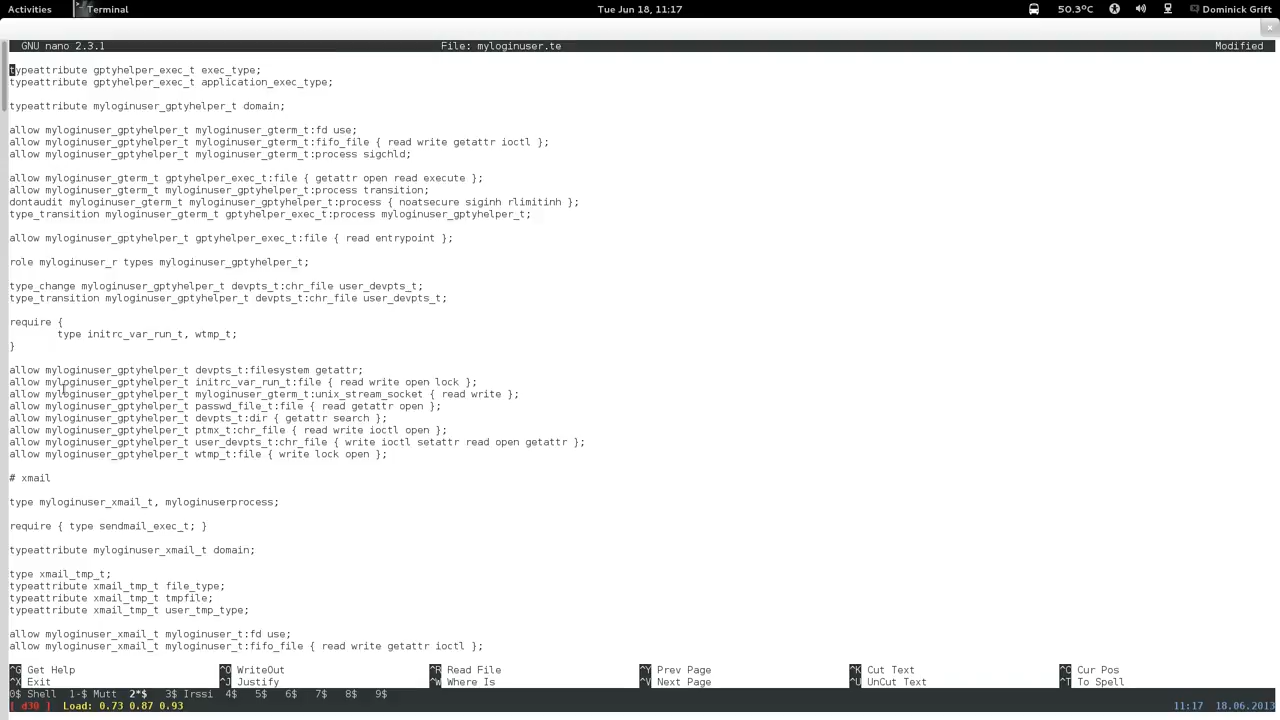 Activities Terminal Tue Jun 18, 11:17 50.3°C Dominick Grift
GNU nano 2.3.1 File: myloginuser.te Modified
typeattribute gptyhelper_exec_t exec_type;
typeattribute gptyhelper_exec_t application_exec_type;
typeattribute myloginuser_gptyhelper_t domain;
allow myloginuser_gptyhelper_t myloginuser_gterm_t:fd use;
allow myloginuser_gptyhelper_t myloginuser_gterm_t:fifo_file { read write getattr ioctl };
allow myloginuser_gptyhelper_t myloginuser_gterm_t:process sigchld;
allow myloginuser_gterm_t gptyhelper_exec_t:file { getattr open read execute };
allow myloginuser_gterm_t myloginuser_gptyhelper_t:process transition;
dontaudit myloginuser_gterm_t myloginuser_gptyhelper_t:process { noatsecure siginh rlimitinh };
type_transition myloginuser_gterm_t gptyhelper_exec_t:process myloginuser_gptyhelper_t;
allow myloginuser_gptyhelper_t gptyhelper_exec_t:file { read entrypoint };
role myloginuser_r types myloginuser_gptyhelper_t;
type_change myloginuser_gptyhelper_t devpts_t:chr_file user_devpts_t;
type_transition myloginuser_gptyhelper_t devpts_t:chr_file user_devpts_t;
require {
type initrc_var_run_t, wtmp_t;
}
allow myloginuser_gptyhelper_t devpts_t:filesystem getattr;
allow myloginuser_gptyhelper_t initrc_var_run_t:file { read write open lock };
allow myloginuser_gptyhelper_t myloginuser_gterm_t:unix_stream_socket { read write };
allow myloginuser_gptyhelper_t passwd_file_t:file { read getattr open };
allow myloginuser_gptyhelper_t devpts_t:dir { getattr search };
allow myloginuser_gptyhelper_t ptmx_t:chr_file { read write ioctl open };
allow myloginuser_gptyhelper_t user_devpts_t:chr_file { write ioctl setattr read open getattr };
allow myloginuser_gptyhelper_t wtmp_t:file { write lock open };
# xmail
type myloginuser_xmail_t, myloginuserprocess;
require { type sendmail_exec_t; }
typeattribute myloginuser_xmail_t domain;
type xmail_tmp_t;
typeattribute xmail_tmp_t file_type;
typeattribute xmail_tmp_t tmpfile;
typeattribute xmail_tmp_t user_tmp_type;
allow myloginuser_xmail_t myloginuser_t:fd use;
allow myloginuser_xmail_t myloginuser_t:fifo_file { read write getattr ioctl };
^G Get Help ^O WriteOut ^R Read File ^Y Prev Page ^K Cut Text ^C Cur Pos
^X Exit ^J Justify ^W Where Is ^V Next Page ^U UnCut Text ^T To Spell
0$ Shell 1-$ Mutt 2*$ 3$ Irssi 4$ 5$ 6$ 7$ 8$ 9$
[ d30 ] Load: 0.73 0.87 0.93 11:17 18.06.2013